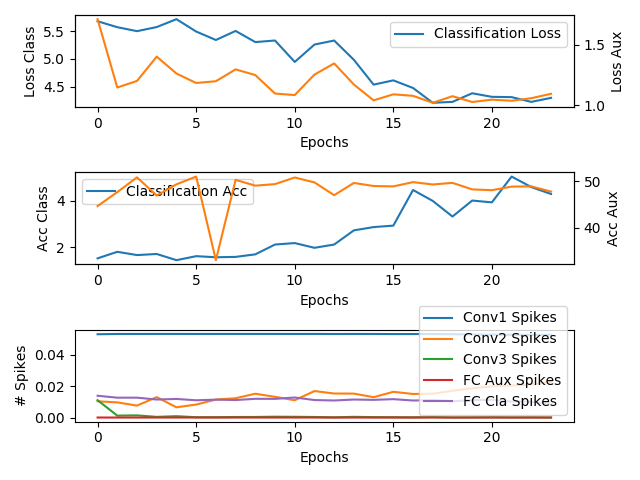 Loss Class
5.5
5.0
4.5
Classification Loss
1.5
1.0
Loss Aux
0 5 10 15 20
Epochs
Acc Class
4
2
Classification Acc
50
40
Acc Aux
0 5 10 15 20
Epochs
# Spikes
0.04
0.02
0.00
Conv1 Spikes
Conv2 Spikes
Conv3 Spikes
FC Aux Spikes
FC Cla Spikes
0 5 10 15 20
Epochs